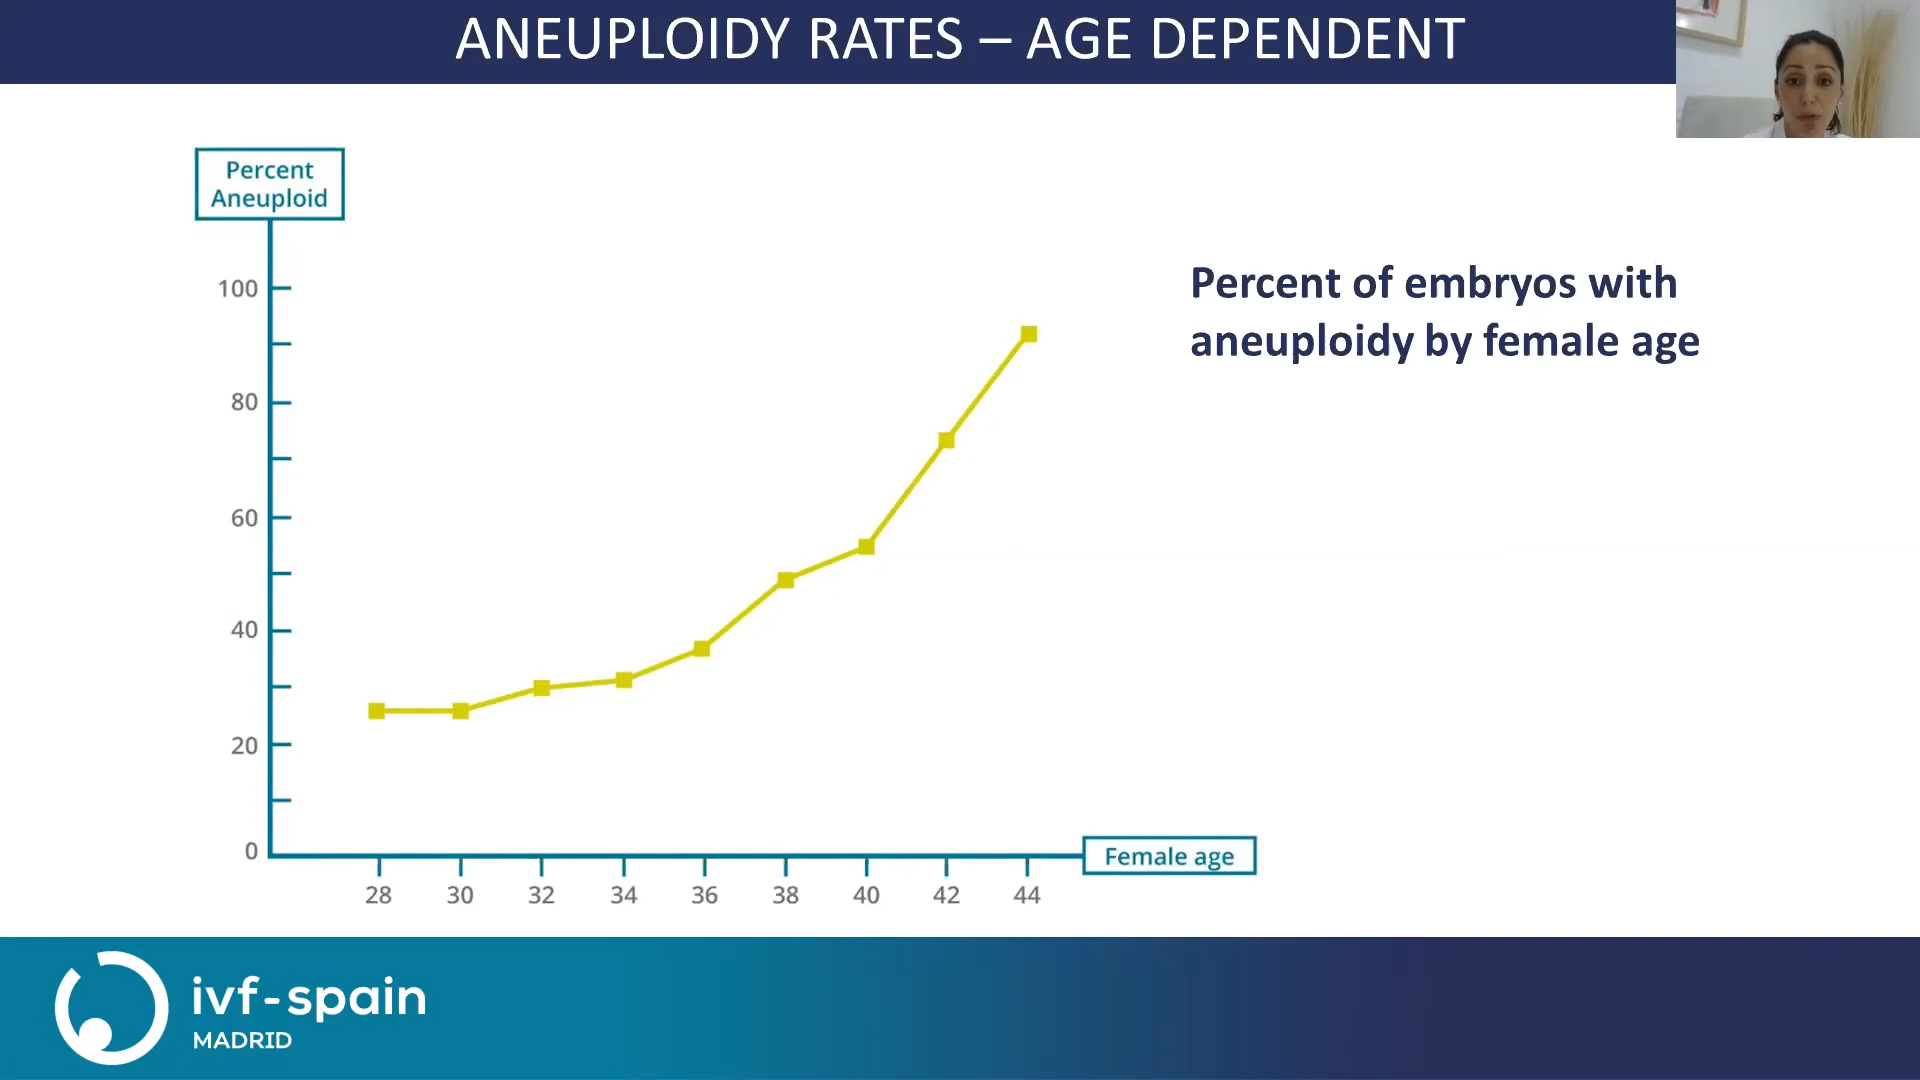 ANEUPLOIDY RATES – AGE DEPENDENT
Percent
Aneuploid
100
80
60
40
20
0
28 30 32 34 36 38 40 42 44
Female age
Percent of embryos with
aneuploidy by female age
ivf-spain
MADRID